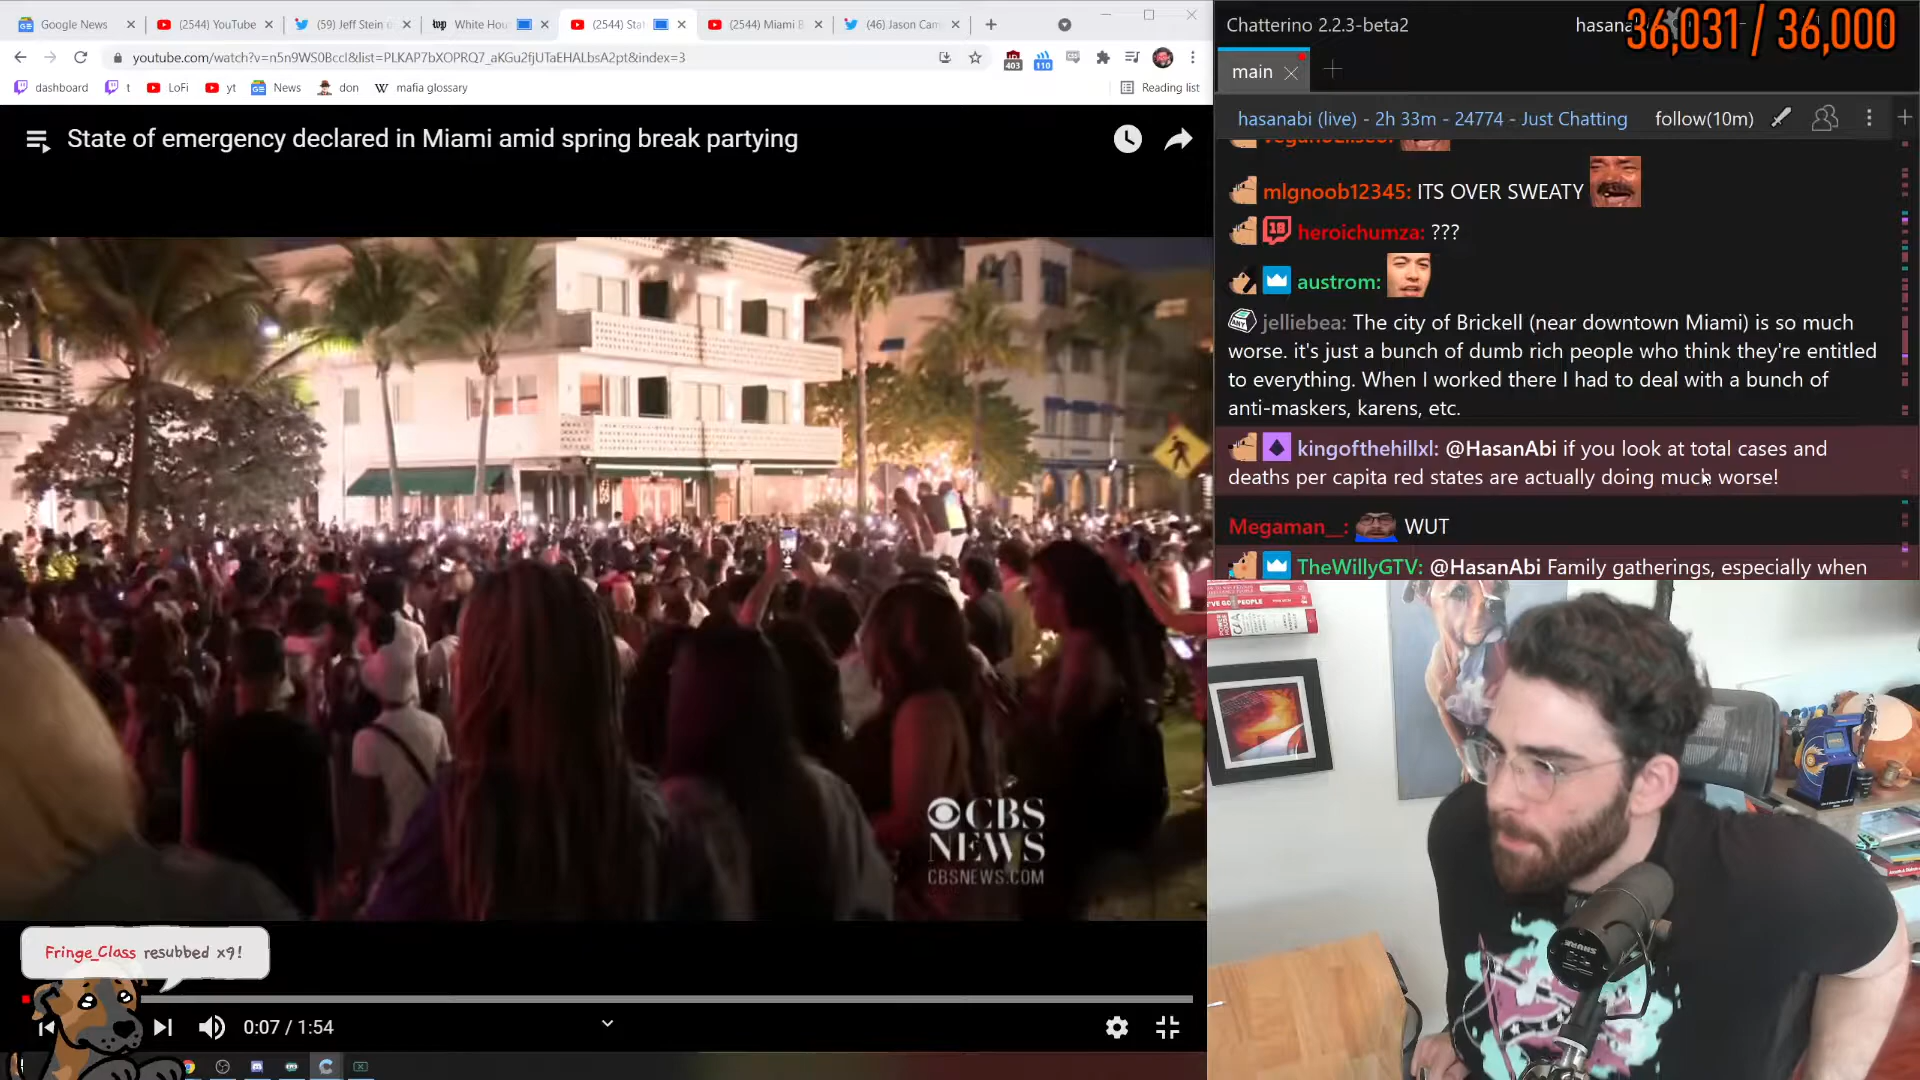 Google News
(2544) YouTube
(59) Jeff Stein
White Hou
(2544) Sta
(2544) Miami B
(46) Jason Cam
youtube.com/watch?v=n5n9WS0BccI&list=PLKAP7bXOPRQ7_aKGu2fjUTaEHALbsA2pt&index=3
403
110
dashboard
t
LoFi
yt
News
don
mafia glossary
Reading list
State of emergency declared in Miami amid spring break partying
CBS
NEWS
CBSNEWS.COM
Fringe_Class resubbed x9!
0:07 / 1:54
Chatterino 2.2.3-beta2
hasana
36,031 / 36,000
main
hasanabi (live) - 2h 33m - 24774 - Just Chatting
follow(10m)
mlgnoob12345: ITS OVER SWEATY
18 heroichumza: ???
austrom:
jelliebea: The city of Brickell (near downtown Miami) is so much
worse. it's just a bunch of dumb rich people who think they're entitled
to everything. When I worked there I had to deal with a bunch of
anti-maskers, karens, etc.
kingofthehillxl: @HasanAbi if you look at total cases and
deaths per capita red states are actually doing much worse!
Megaman__: WUT
TheWillyGTV: @HasanAbi Family gatherings, especially when